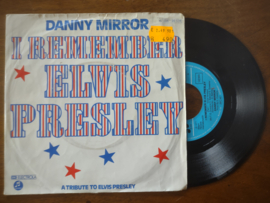 DANNY MIRROR
I REMEMBER
ELVIS
PRESLEY
A TRIBUTE TO ELVIS PRESLEY